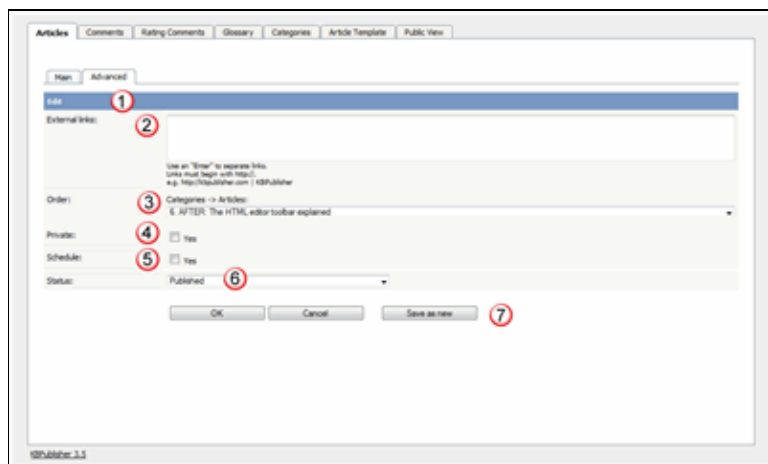 Articles Comments Rating Comments Glossary Categories Article Template Public View
Main Advanced
Edit 1
External links: 2
Use an "Enter" to separate links.
Links must begin with http://.
e.g. http://kbpublisher.com | KBPublisher
Order: 3 Categories -> Articles:
6. AFTER: The HTML editor toolbar explained
Private: 4 Yes
Schedule: 5 Yes
Status: Published 6
OK Cancel Save as new 7
KBPublisher 3.5